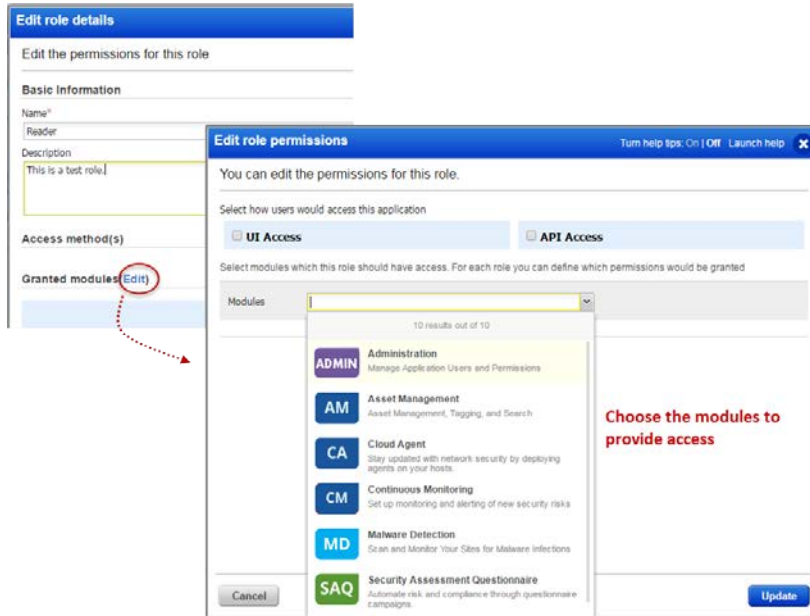 Edit role details
Edit the permissions for this role
Basic Information
Name*
Reader
Description
This is a test role.
Access method(s)
Granted modules(Edit)
Edit role permissions
Turn help tips: On | Off Launch help
You can edit the permissions for this role.
Select how users would access this application
UI Access
API Access
Select modules which this role should have access. For each role you can define which permissions would be granted
Modules
10 results out of 10
ADMIN
Administration
Manage Application Users and Permissions
AM
Asset Management
Asset Management, Tagging, and Search
CA
Cloud Agent
Stay updated with network security by deploying
agents on your hosts.
CM
Continuous Monitoring
Set up monitoring and alerting of new security risks
MD
Malware Detection
Scan and Monitor Your Sites for Malware Infections
SAQ
Security Assessment Questionnaire
Automate risk and compliance through questionnaire
campaigns.
Choose the modules to
provide access
Cancel
Update